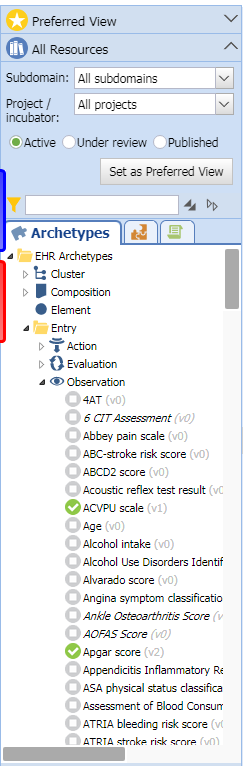 Preferred View
All Resources
Subdomain: All subdomains
Project / incubator: All projects
Active Under review Published
Set as Preferred View
Archetypes
EHR Archetypes
Cluster
Composition
Element
Entry
Action
Evaluation
Observation
4AT (v0)
6 CIT Assessment (v0)
Abbey pain scale (v0)
ABC-stroke risk score (v0)
ABCD2 score (v0)
Acoustic reflex test result (v0
ACVPU scale (v1)
Age (v0)
Alcohol intake (v0)
Alcohol Use Disorders Identif
Alvarado score (v0)
Angina symptom classificatio
Ankle Osteoarthritis Score (v
AOFAS Score (v0)
Apgar score (v2)
Appendicitis Inflammatory Re
ASA physical status classifica
Assessment of Blood Consum
ATRIA bleeding risk score (v0
ATRIA stroke risk score (v0)